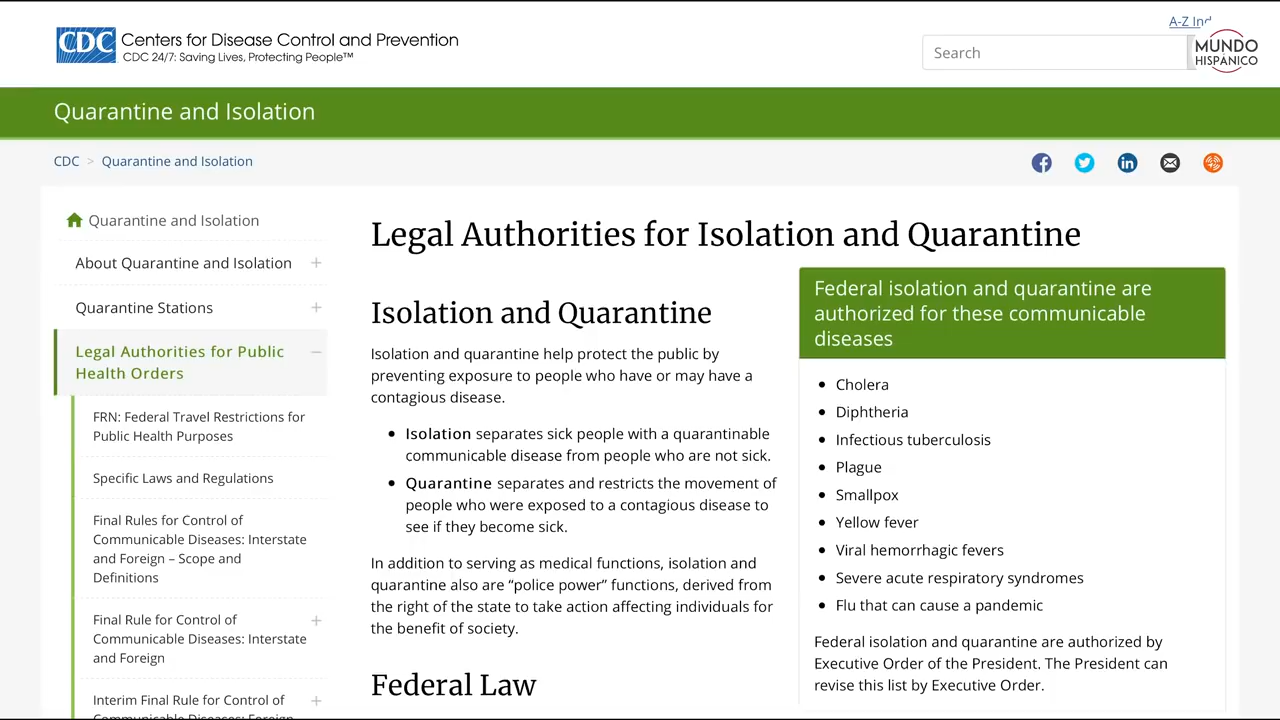 A-Z Ind
CDC Centers for Disease Control and Prevention
CDC 24/7: Saving Lives, Protecting People™
Search
MUNDO
HISPÁNICO
Quarantine and Isolation
CDC > Quarantine and Isolation
Quarantine and Isolation
About Quarantine and Isolation +
Quarantine Stations +
Legal Authorities for Public –
Health Orders
FRN: Federal Travel Restrictions for
Public Health Purposes
Specific Laws and Regulations
Final Rules for Control of
Communicable Diseases: Interstate
and Foreign – Scope and
Definitions
Final Rule for Control of +
Communicable Diseases: Interstate
and Foreign
Interim Final Rule for Control of +
Communicable Diseases: Foreign
Legal Authorities for Isolation and Quarantine
Isolation and Quarantine
Isolation and quarantine help protect the public by
preventing exposure to people who have or may have a
contagious disease.
• Isolation separates sick people with a quarantinable
communicable disease from people who are not sick.
• Quarantine separates and restricts the movement of
people who were exposed to a contagious disease to
see if they become sick.
In addition to serving as medical functions, isolation and
quarantine also are “police power” functions, derived from
the right of the state to take action affecting individuals for
the benefit of society.
Federal Law
Federal isolation and quarantine are
authorized for these communicable
diseases
• Cholera
• Diphtheria
• Infectious tuberculosis
• Plague
• Smallpox
• Yellow fever
• Viral hemorrhagic fevers
• Severe acute respiratory syndromes
• Flu that can cause a pandemic
Federal isolation and quarantine are authorized by
Executive Order of the President. The President can
revise this list by Executive Order.